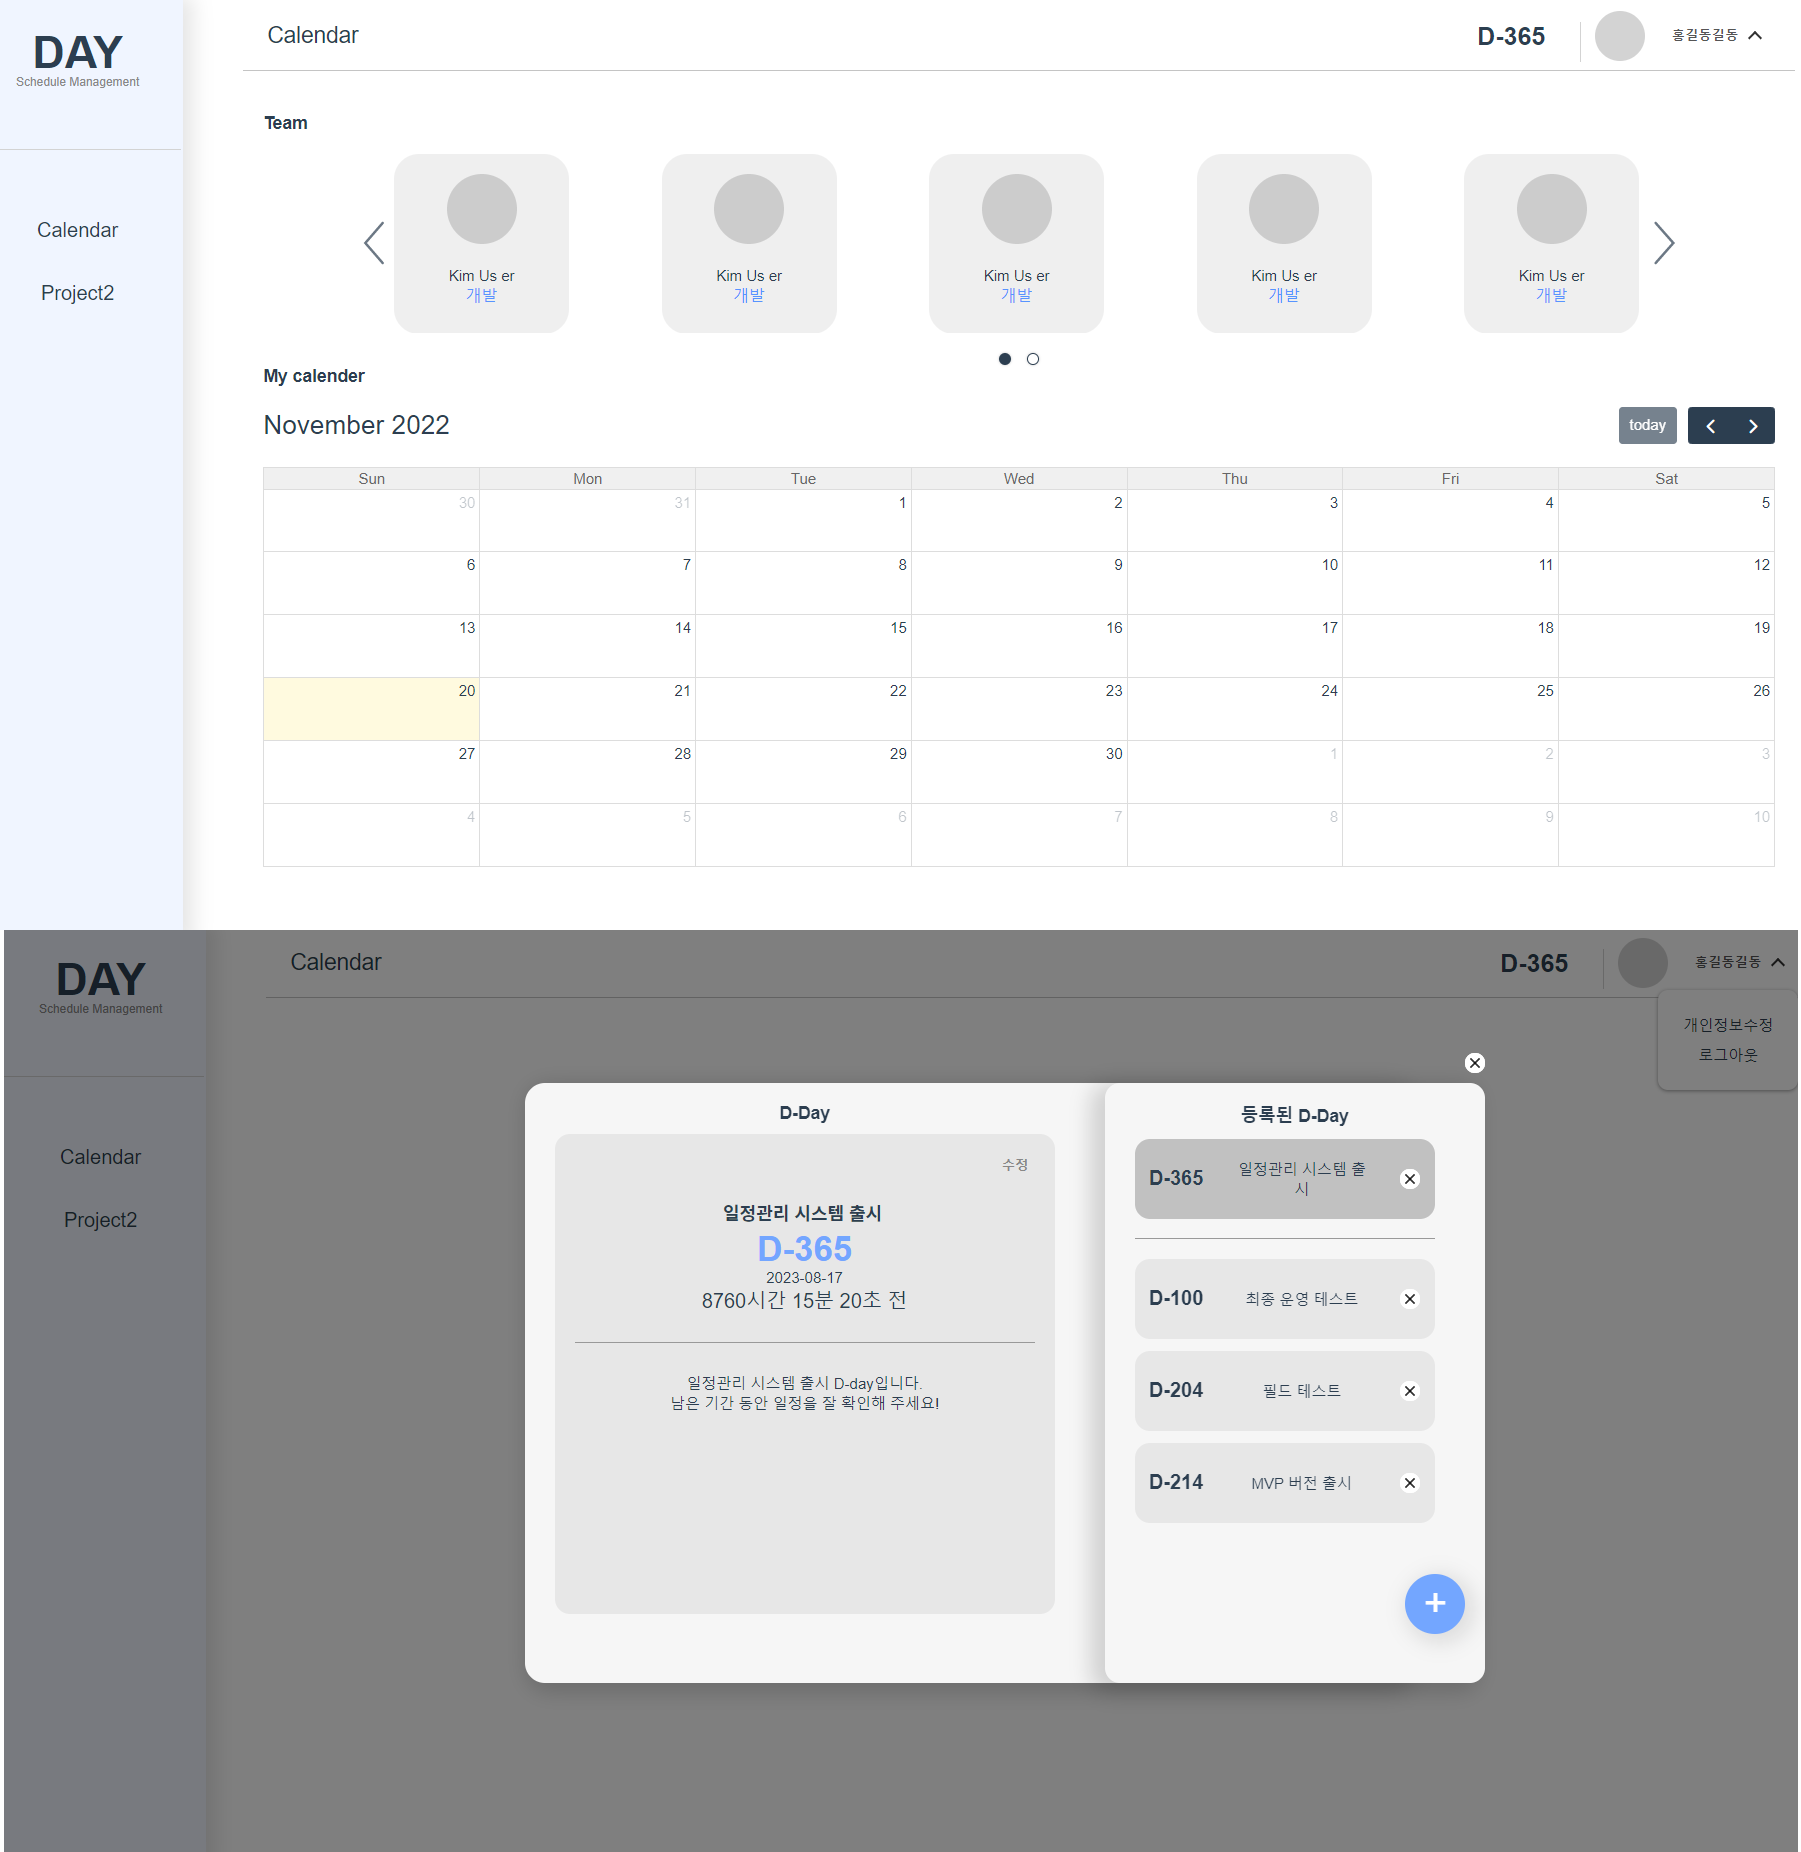 DAY
Schedule Management
Calendar
Project2
Calendar
D-365
홍길동길동
Team
Kim Us er
개발
Kim Us er
개발
Kim Us er
개발
Kim Us er
개발
Kim Us er
개발
My calender
November 2022
today
Sun Mon Tue Wed Thu Fri Sat
30 31 1 2 3 4 5
6 7 8 9 10 11 12
13 14 15 16 17 18 19
20 21 22 23 24 25 26
27 28 29 30 1 2 3
4 5 6 7 8 9 10
DAY
Schedule Management
Calendar
Project2
Calendar
D-365
홍길동길동
개인정보수정
로그아웃
D-Day
수정
일정관리 시스템 출시
D-365
2023-08-17
8760시간 15분 20초 전
일정관리 시스템 출시 D-day입니다.
남은 기간 동안 일정을 잘 확인해 주세요!
등록된 D-Day
D-365
일정관리 시스템 출
시
D-100
최종 운영 테스트
D-204
필드 테스트
D-214
MVP 버전 출시